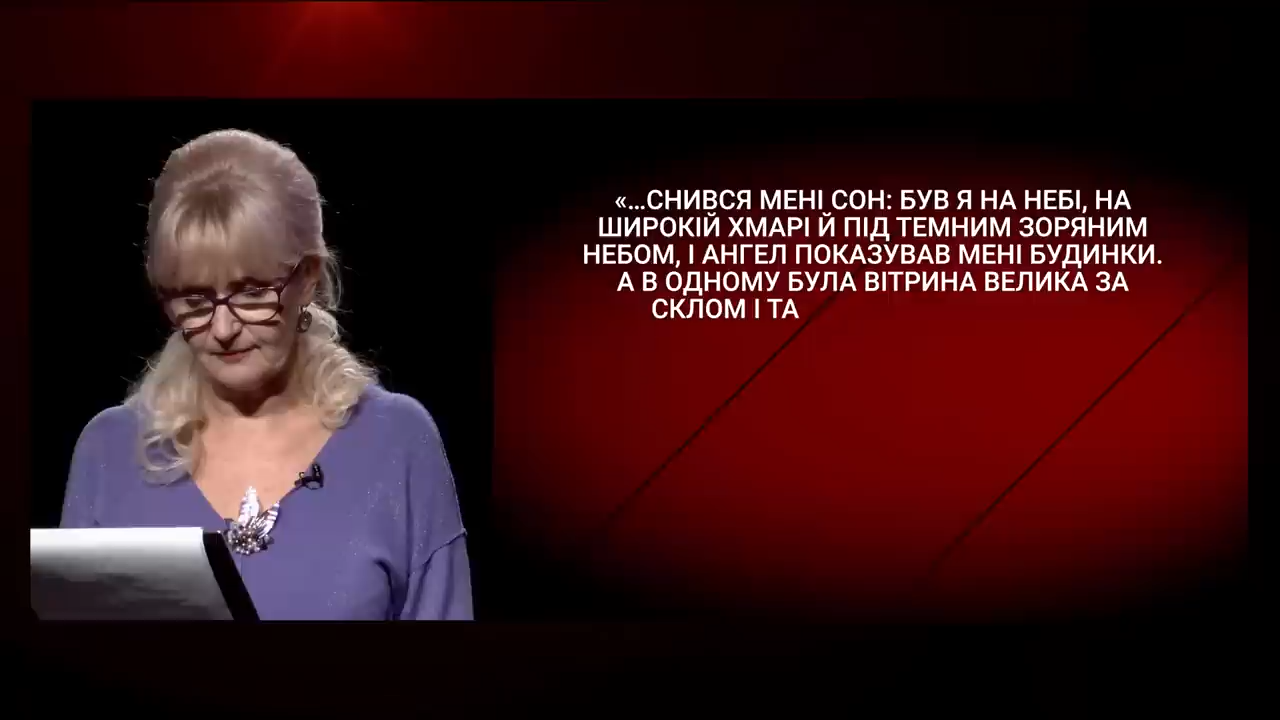 «…СНИВСЯ МЕНІ СОН: БУВ Я НА НЕБІ, НА
ШИРОКІЙ ХМАРІ Й ПІД ТЕМНИМ ЗОРЯНИМ
НЕБОМ, І АНГЕЛ ПОКАЗУВАВ МЕНІ БУДИНКИ.
А В ОДНОМУ БУЛА ВІТРИНА ВЕЛИКА ЗА
СКЛОМ І ТА